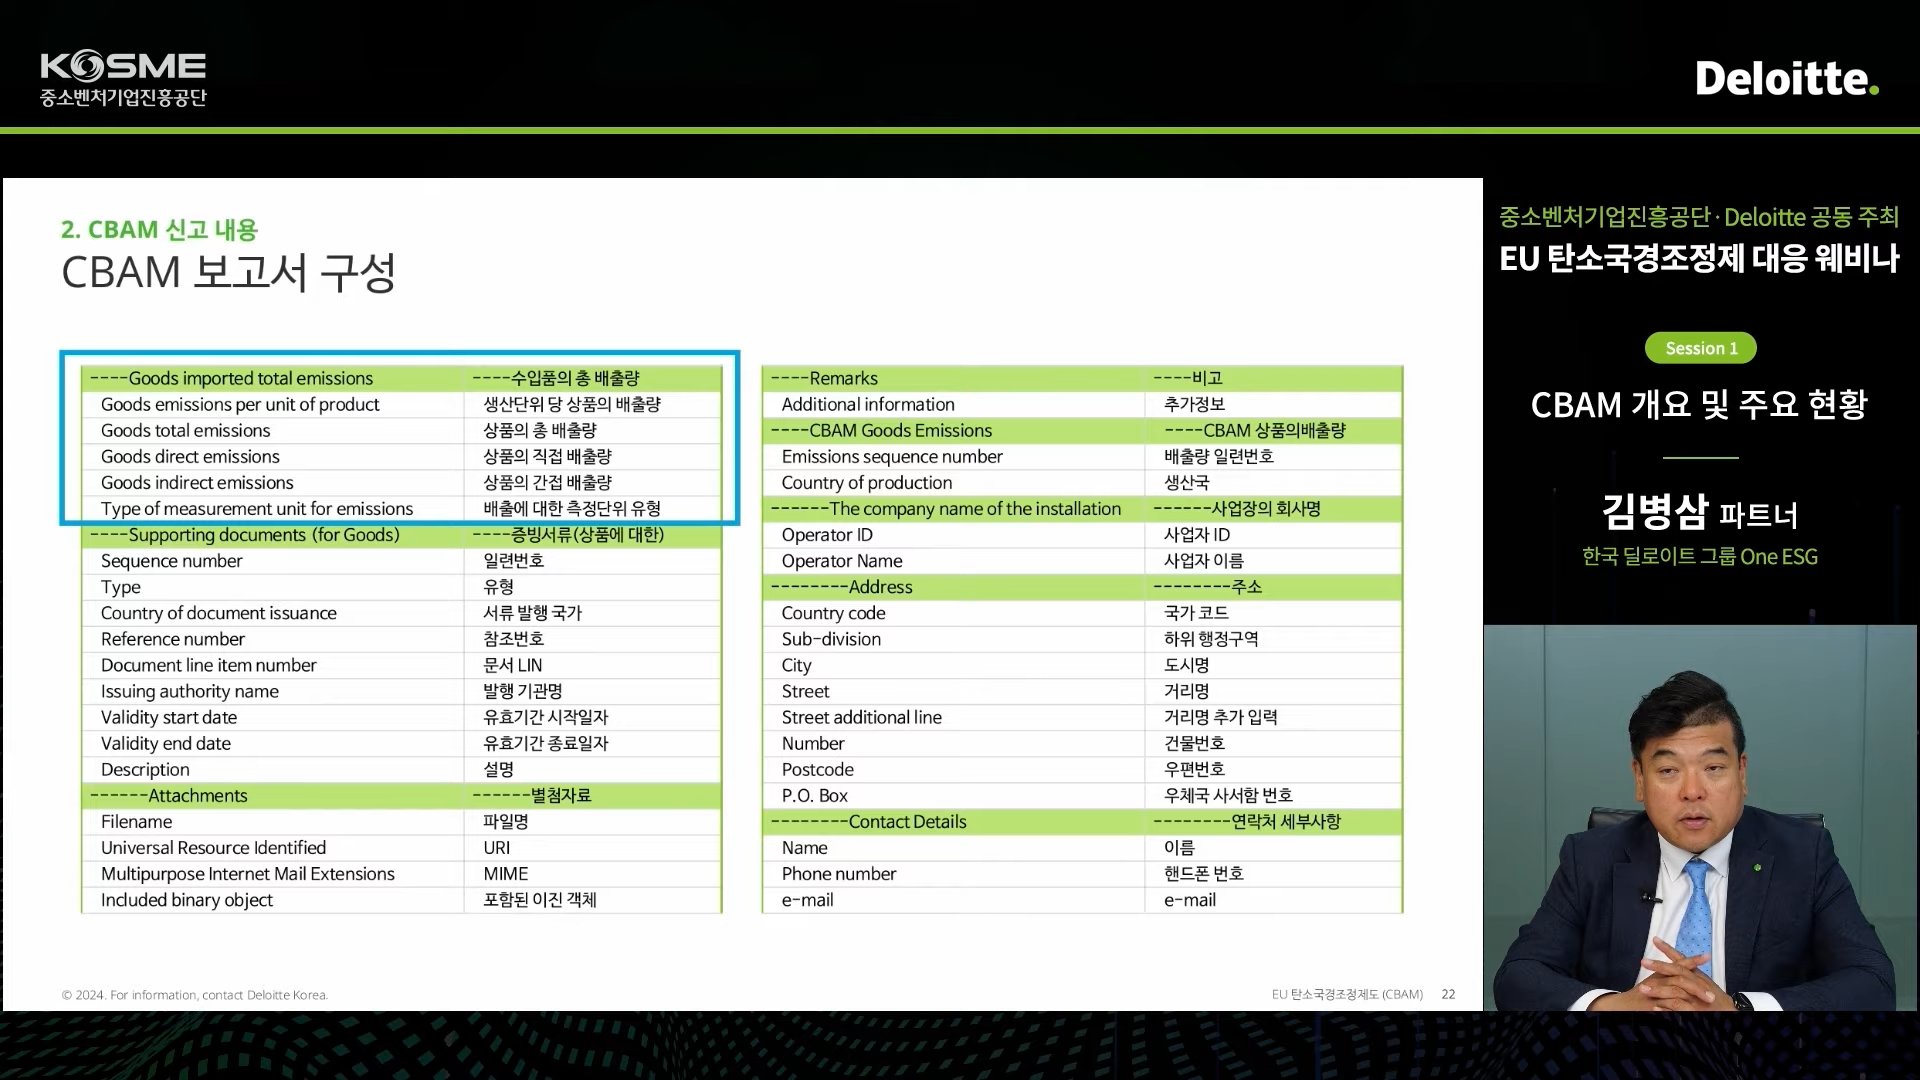 KOSME
중소벤처기업진흥공단
Deloitte.
2. CBAM 신고 내용
CBAM 보고서 구성
----Goods imported total emissions ----수입품의 총 배출량
Goods emissions per unit of product 생산단위 당 상품의 배출량
Goods total emissions 상품의 총 배출량
Goods direct emissions 상품의 직접 배출량
Goods indirect emissions 상품의 간접 배출량
Type of measurement unit for emissions 배출에 대한 측정단위 유형
----Supporting documents (for Goods) ----증빙서류(상품에 대한)
Sequence number 일련번호
Type 유형
Country of document issuance 서류 발행 국가
Reference number 참조번호
Document line item number 문서 LIN
Issuing authority name 발행 기관명
Validity start date 유효기간 시작일자
Validity end date 유효기간 종료일자
Description 설명
------Attachments ------별첨자료
Filename 파일명
Universal Resource Identified URI
Multipurpose Internet Mail Extensions MIME
Included binary object 포함된 이진 객체
----Remarks ----비고
Additional information 추가정보
----CBAM Goods Emissions ----CBAM 상품의배출량
Emissions sequence number 배출량 일련번호
Country of production 생산국
------The company name of the installation ------사업장의 회사명
Operator ID 사업자 ID
Operator Name 사업자 이름
--------Address --------주소
Country code 국가 코드
Sub-division 하위 행정구역
City 도시명
Street 거리명
Street additional line 거리명 추가 입력
Number 건물번호
Postcode 우편번호
P.O. Box 우체국 사서함 번호
--------Contact Details --------연락처 세부사항
Name 이름
Phone number 핸드폰 번호
e-mail e-mail
© 2024. For information, contact Deloitte Korea.
EU 탄소국경조정제도 (CBAM) 22
중소벤처기업진흥공단 · Deloitte 공동 주최
EU 탄소국경조정제 대응 웨비나
Session 1
CBAM 개요 및 주요 현황
김병삼 파트너
한국 딜로이트 그룹 One ESG